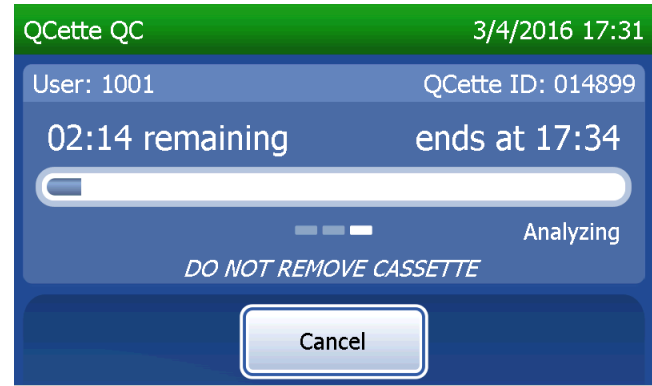 QCette QC 3/4/2016 17:31
User: 1001 QCette ID: 014899
02:14 remaining ends at 17:34
Analyzing
DO NOT REMOVE CASSETTE
Cancel